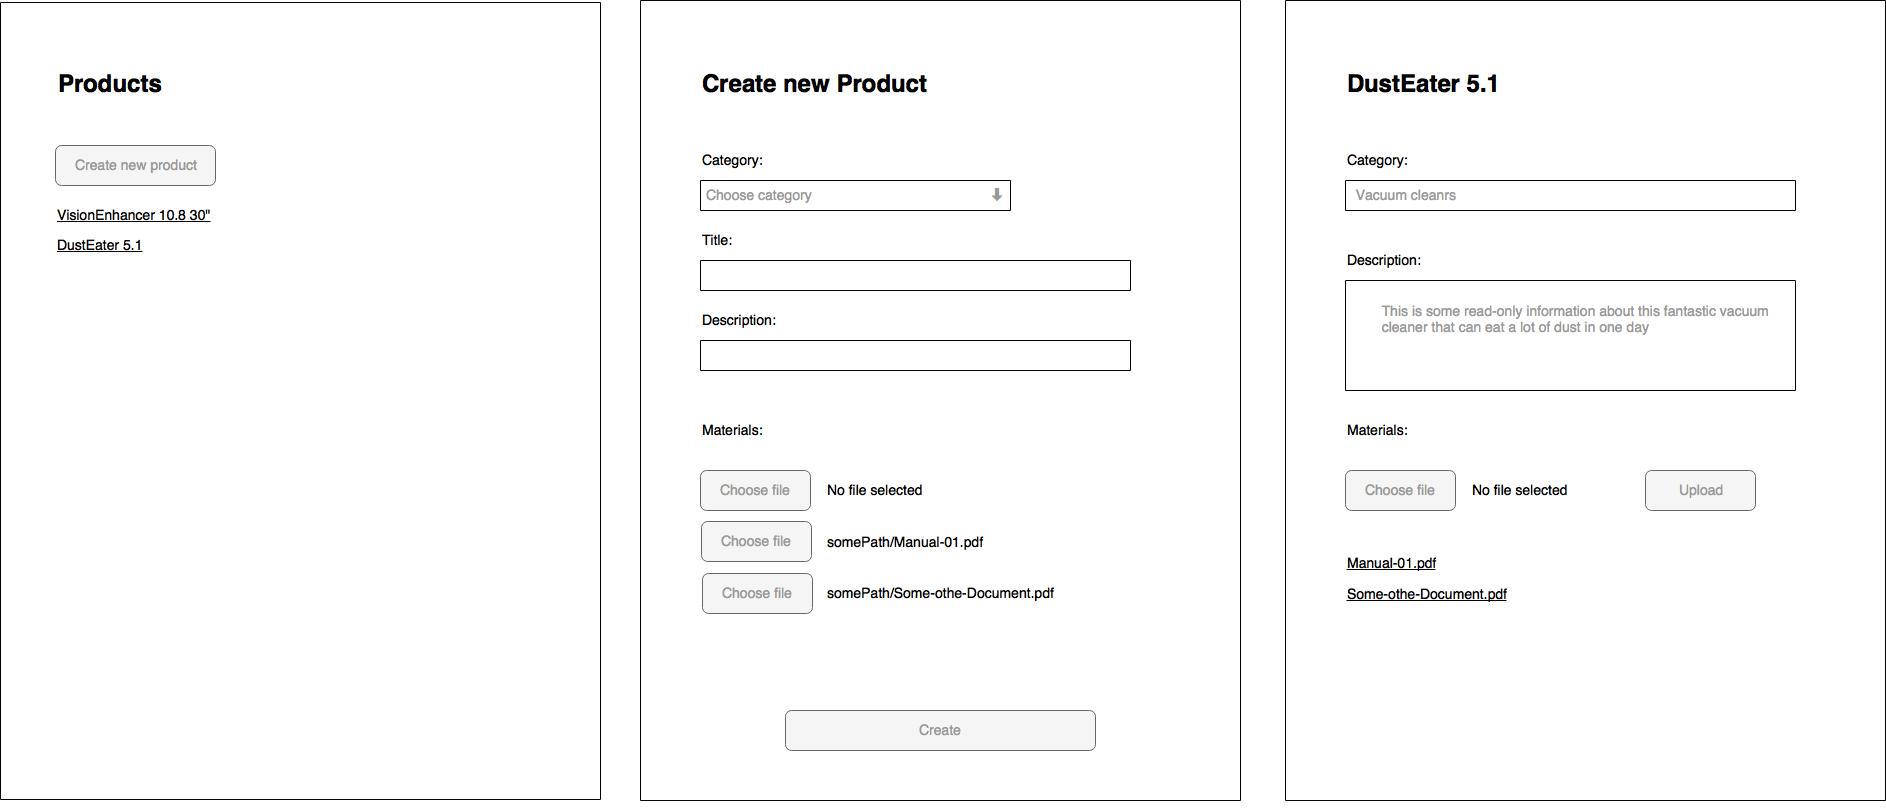 Products
Create new product
VisionEnhancer 10.8 30"
DustEater 5.1
Create new Product
Category:
Choose category
Title:
Description:
Materials:
Choose file No file selected
Choose file somePath/Manual-01.pdf
Choose file somePath/Some-othe-Document.pdf
Create
DustEater 5.1
Category:
Vacuum cleanrs
Description:
This is some read-only information about this fantastic vacuum
cleaner that can eat a lot of dust in one day
Materials:
Choose file No file selected Upload
Manual-01.pdf
Some-othe-Document.pdf